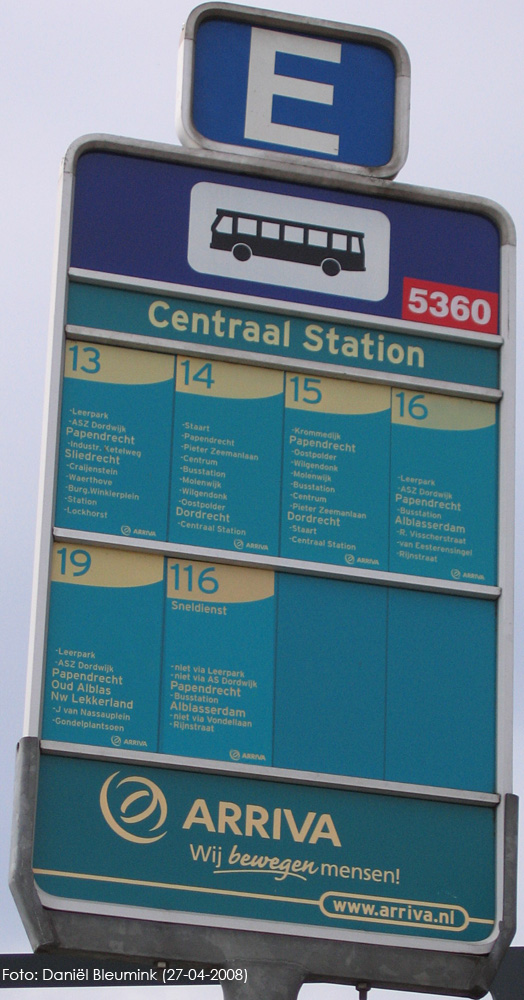 E
5360
Centraal Station
13
-Leerpark
-ASZ Dordwijk
Papendrecht
-Industr. Ketelweg
Sliedrecht
-Craijenstein
-Waerthove
-Burg.Winklerplein
-Station
-Lockhorst
ARRIVA
14
-Staart
-Papendrecht
-Pieter Zeemanlaan
-Centrum
-Busstation
-Molenwijk
-Wilgendonk
-Oostpolder
Dordrecht
-Centraal Station
ARRIVA
15
-Krommedijk
Papendrecht
-Oostpolder
-Wilgendonk
-Molenwijk
-Busstation
-Centrum
-Pieter Zeemanlaan
Dordrecht
-Staart
-Centraal Station
ARRIVA
16
-Leerpark
-ASZ Dordwijk
Papendrecht
-Busstation
Alblasserdam
-R. Visscherstraat
-van Eesterensingel
-Rijnstraat
ARRIVA
19
-Leerpark
-ASZ Dordwijk
Papendrecht
Oud Alblas
Nw Lekkerland
-J van Nassauplein
-Gondelplantsoen
ARRIVA
116
Sneldienst
-niet via Leerpark
-niet via AS Dordwijk
Papendrecht
-Busstation
Alblasserdam
-niet via Vondellaan
-Rijnstraat
ARRIVA
ARRIVA
Wij bewegen mensen!
www.arriva.nl
Foto: Daniël Bleumink (27-04-2008)